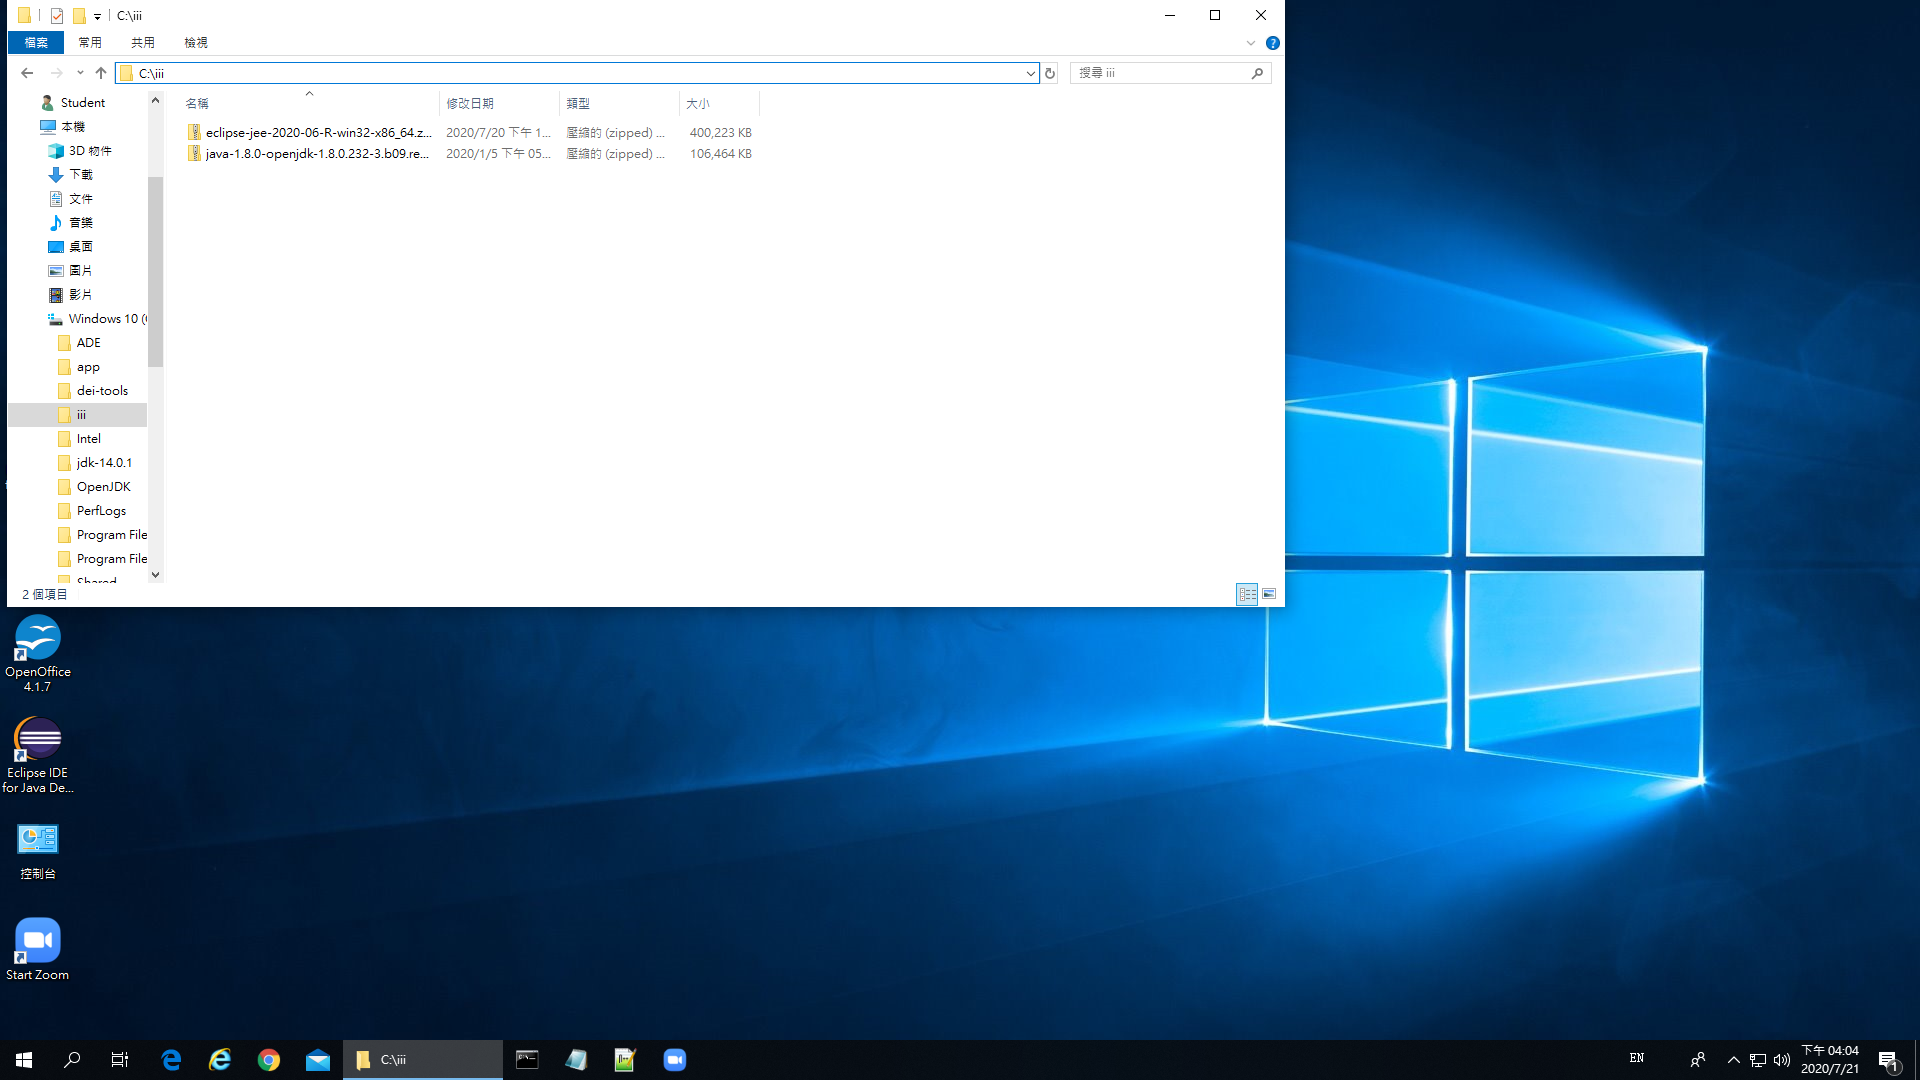 C:\iii
檔案 常用 共用 檢視
C:\iii
搜尋 iii
Student
本機
3D 物件
下載
文件
音樂
桌面
圖片
影片
Windows 10 (
ADE
app
dei-tools
iii
Intel
jdk-14.0.1
OpenJDK
PerfLogs
Program File
Program File
Shared
名稱 修改日期 類型 大小
eclipse-jee-2020-06-R-win32-x86_64.z... 2020/7/20 下午 1... 壓縮的 (zipped) ... 400,223 KB
java-1.8.0-openjdk-1.8.0.232-3.b09.re... 2020/1/5 下午 05... 壓縮的 (zipped) ... 106,464 KB
2 個項目
OpenOffice
4.1.7
Eclipse IDE
for Java De...
控制台
Start Zoom
C:\iii
EN
下午 04:04
2020/7/21
1